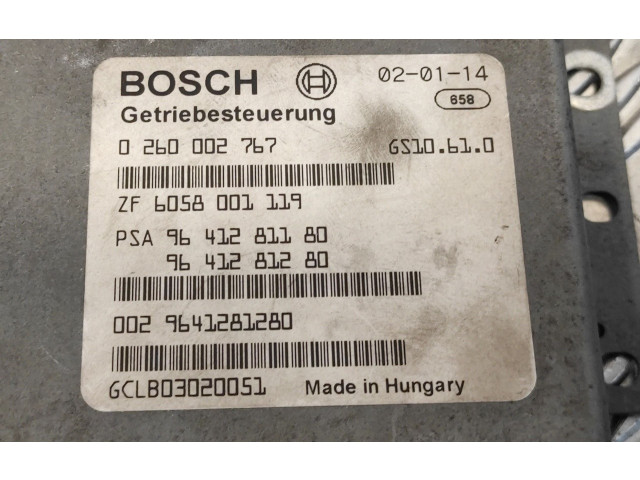 BOSCH 02-01-14
658
Getriebesteuerung
0 260 002 767 GS10.61.0
ZF 6058 001 119
PSA 96 412 811 80
96 412 812 80
002 9641281280
GCLB03020051 Made in Hungary